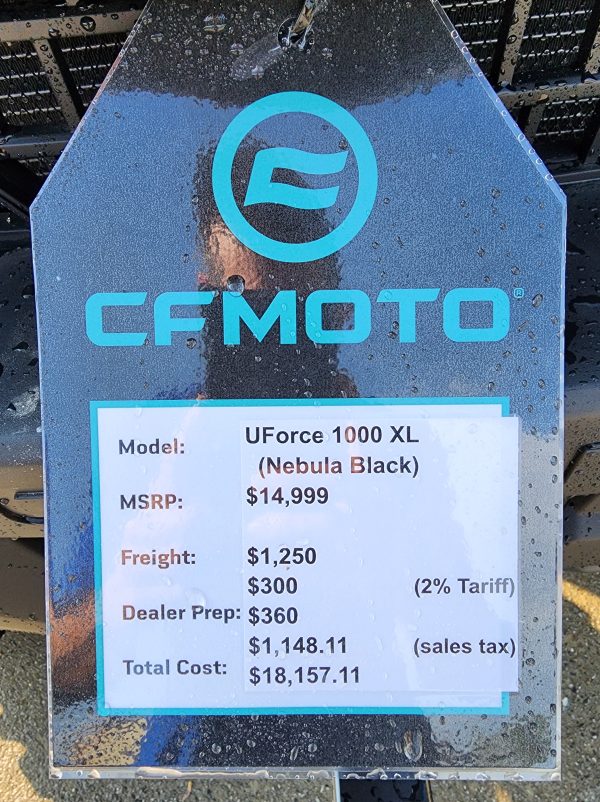 CFMOTO®
Model: UForce 1000 XL
(Nebula Black)
MSRP: $14,999
Freight: $1,250
$300 (2% Tariff)
Dealer Prep: $360
$1,148.11 (sales tax)
Total Cost: $18,157.11